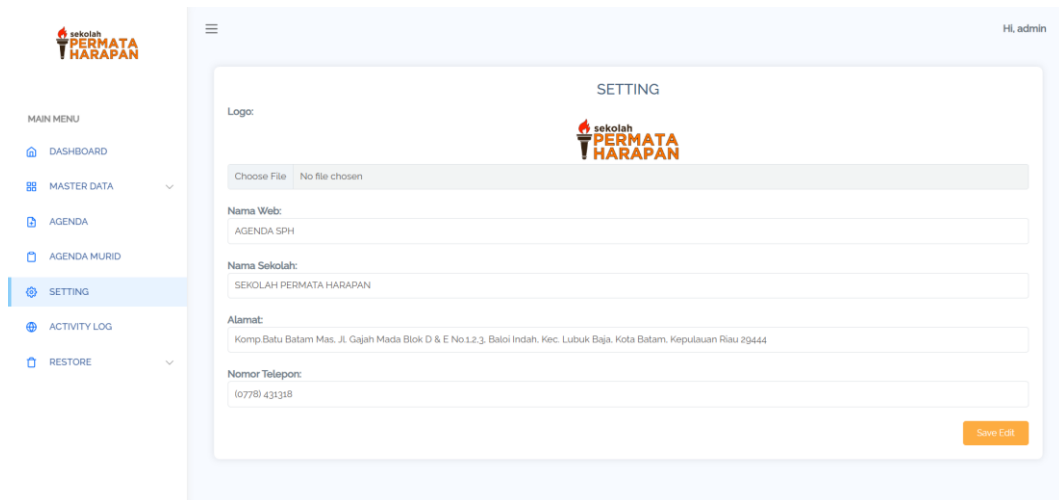 sekolah
PERMATA
HARAPAN
Hi, admin
MAIN MENU
DASHBOARD
MASTER DATA
AGENDA
AGENDA MURID
SETTING
ACTIVITY LOG
RESTORE
SETTING
Logo:
sekolah
PERMATA
HARAPAN
Choose File No file chosen
Nama Web:
AGENDA SPH
Nama Sekolah:
SEKOLAH PERMATA HARAPAN
Alamat:
Komp.Batu Batam Mas, Jl. Gajah Mada Blok D & E No.1,2,3, Baloi Indah, Kec. Lubuk Baja, Kota Batam, Kepulauan Riau 29444
Nomor Telepon:
(0778) 431318
Save Edit